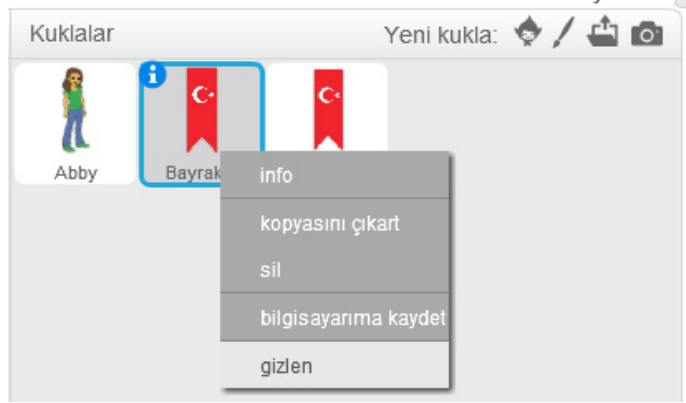 Kuklalar
Yeni kukla:
Abby
Bayrak
info
kopyasını çıkart
sil
bilgisayarıma kaydet
gizlen